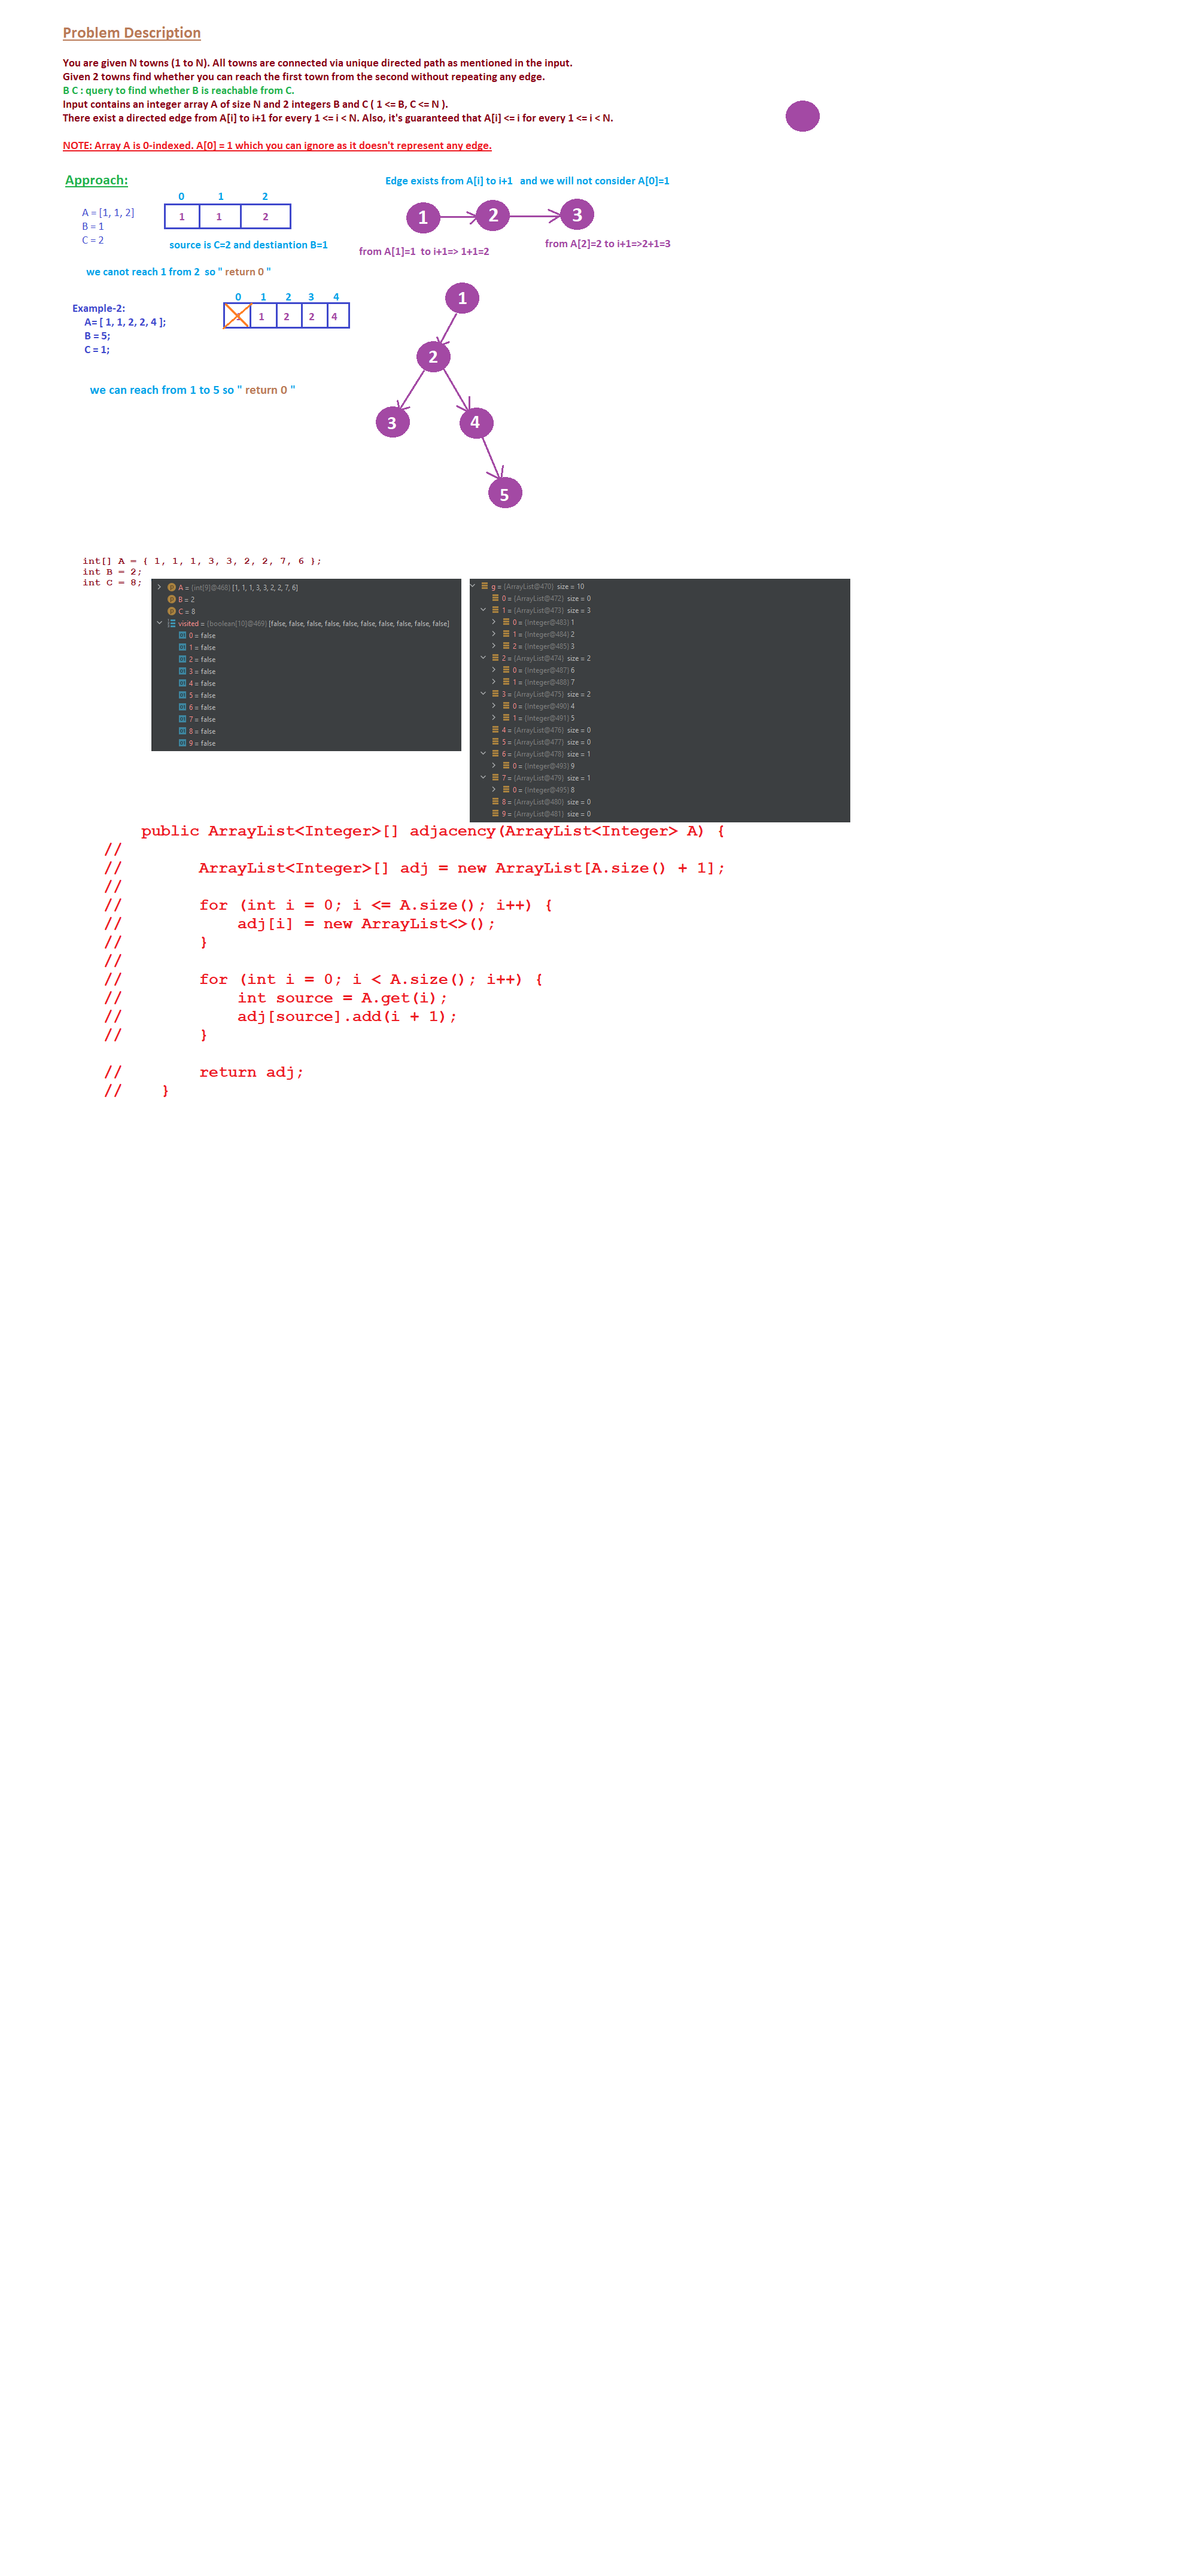 Problem Description
You are given N towns (1 to N). All towns are connected via unique directed path as mentioned in the input.
Given 2 towns find whether you can reach the first town from the second without repeating any edge.
B C : query to find whether B is reachable from C.
Input contains an integer array A of size N and 2 integers B and C ( 1 <= B, C <= N ).
There exist a directed edge from A[i] to i+1 for every 1 <= i < N. Also, it's guaranteed that A[i] <= i for every 1 <= i < N.
NOTE: Array A is 0-indexed. A[0] = 1 which you can ignore as it doesn't represent any edge.
Approach:
Edge exists from A[i] to i+1 and we will not consider A[0]=1
0 1 2
A = [1, 1, 2]
B = 1
C = 2
1 1 2
1 2 3
source is C=2 and destiantion B=1
from A[1]=1 to i+1=> 1+1=2
from A[2]=2 to i+1=>2+1=3
we canot reach 1 from 2 so " return 0 "
Example-2:
A= [ 1, 1, 2, 2, 4 ];
B = 5;
C = 1;
0 1 2 3 4
1 2 2 4
1
2
3 4
5
we can reach from 1 to 5 so " return 0 "
int[] A = { 1, 1, 1, 3, 3, 2, 2, 7, 6 };
int B = 2;
int C = 8;
A = {int[9]@468} [1, 1, 1, 3, 3, 2, 2, 7, 6]
B = 2
C = 8
visited = {boolean[10]@469} [false, false, false, false, false, false, false, false, false, false]
0 = false
1 = false
2 = false
3 = false
4 = false
5 = false
6 = false
7 = false
8 = false
9 = false
g = {ArrayList@470} size = 10
0 = {ArrayList@472} size = 0
1 = {ArrayList@473} size = 3
0 = {Integer@483} 1
1 = {Integer@484} 2
2 = {Integer@485} 3
2 = {ArrayList@474} size = 2
0 = {Integer@487} 6
1 = {Integer@488} 7
3 = {ArrayList@475} size = 2
0 = {Integer@490} 4
1 = {Integer@491} 5
4 = {ArrayList@476} size = 0
5 = {ArrayList@477} size = 0
6 = {ArrayList@478} size = 1
0 = {Integer@493} 9
7 = {ArrayList@479} size = 1
0 = {Integer@495} 8
8 = {ArrayList@480} size = 0
9 = {ArrayList@481} size = 0
public ArrayList<Integer>[] adjacency(ArrayList<Integer> A) {
//
// ArrayList<Integer>[] adj = new ArrayList[A.size() + 1];
//
// for (int i = 0; i <= A.size(); i++) {
// adj[i] = new ArrayList<>();
// }
//
// for (int i = 0; i < A.size(); i++) {
// int source = A.get(i);
// adj[source].add(i + 1);
// }
// return adj;
// }